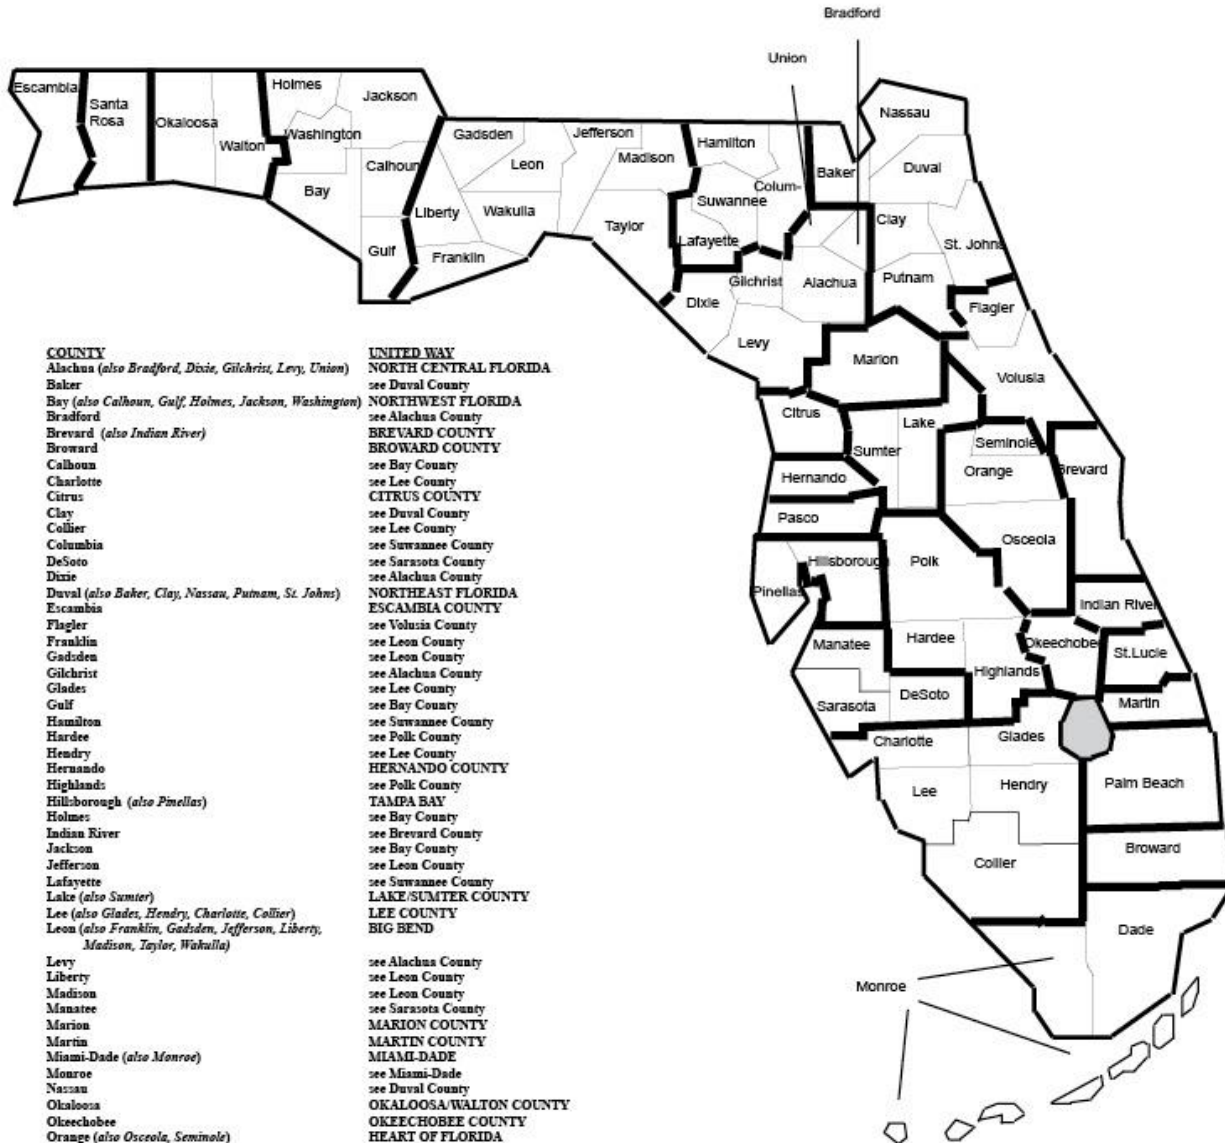 Bradford
Union
Nassau
Escambia
Santa
Rosa
Okaloosa
Walton
Holmes
Jackson
Washington
Bay
Calhoun
Gulf
Gadsden
Liberty
Leon
Wakulla
Franklin
Jefferson
Madison
Taylor
Hamilton
Suwannee
Colum-
Lafayette
Baker
Duval
Clay
St. Johns
Putnam
Flagler
Gilchrist
Alachua
Dixie
Levy
Marion
Volusia
Citrus
Sumter
Lake
Seminole
Orange
Brevard
Hernando
Pasco
Osceola
Polk
Hillsborough
Pinellas
Indian River
Manatee
Hardee
Okeechobee
St.Lucie
Highlands
Sarasota
DeSoto
Martin
Charlotte
Glades
Lee
Hendry
Palm Beach
Collier
Broward
Dade
Monroe
COUNTY UNITED WAY
Alachua (also Bradford, Dixie, Gilchrist, Levy, Union) NORTH CENTRAL FLORIDA
Baker see Duval County
Bay (also Calhoun, Gulf, Holmes, Jackson, Washington) NORTHWEST FLORIDA
Bradford see Alachua County
Brevard (also Indian River) BREVARD COUNTY
Broward BROWARD COUNTY
Calhoun see Bay County
Charlotte see Lee County
Citrus CITRUS COUNTY
Clay see Duval County
Collier see Lee County
Columbia see Suwannee County
DeSoto see Sarasota County
Dixie see Alachua County
Duval (also Baker, Clay, Nassau, Putnam, St. Johns) NORTHEAST FLORIDA
Escambia ESCAMBIA COUNTY
Flagler see Volusia County
Franklin see Leon County
Gadsden see Leon County
Gilchrist see Alachua County
Glades see Lee County
Gulf see Bay County
Hamilton see Suwannee County
Hardee see Polk County
Hendry see Lee County
Hernando HERNANDO COUNTY
Highlands see Polk County
Hillsborough (also Pinellas) TAMPA BAY
Holmes see Bay County
Indian River see Brevard County
Jackson see Bay County
Jefferson see Leon County
Lafayette see Suwannee County
Lake (also Sumter) LAKE/SUMTER COUNTY
Lee (also Glades, Hendry, Charlotte, Collier) LEE COUNTY
Leon (also Franklin, Gadsden, Jefferson, Liberty, BIG BEND
Madison, Taylor, Wakulla)
Levy see Alachua County
Liberty see Leon County
Madison see Leon County
Manatee see Sarasota County
Marion MARION COUNTY
Martin MARTIN COUNTY
Miami-Dade (also Monroe) MIAMI-DADE
Monroe see Miami-Dade
Nassau see Duval County
Okaloosa OKALOOSA/WALTON COUNTY
Okeechobee OKEECHOBEE COUNTY
Orange (also Osceola, Seminole) HEART OF FLORIDA